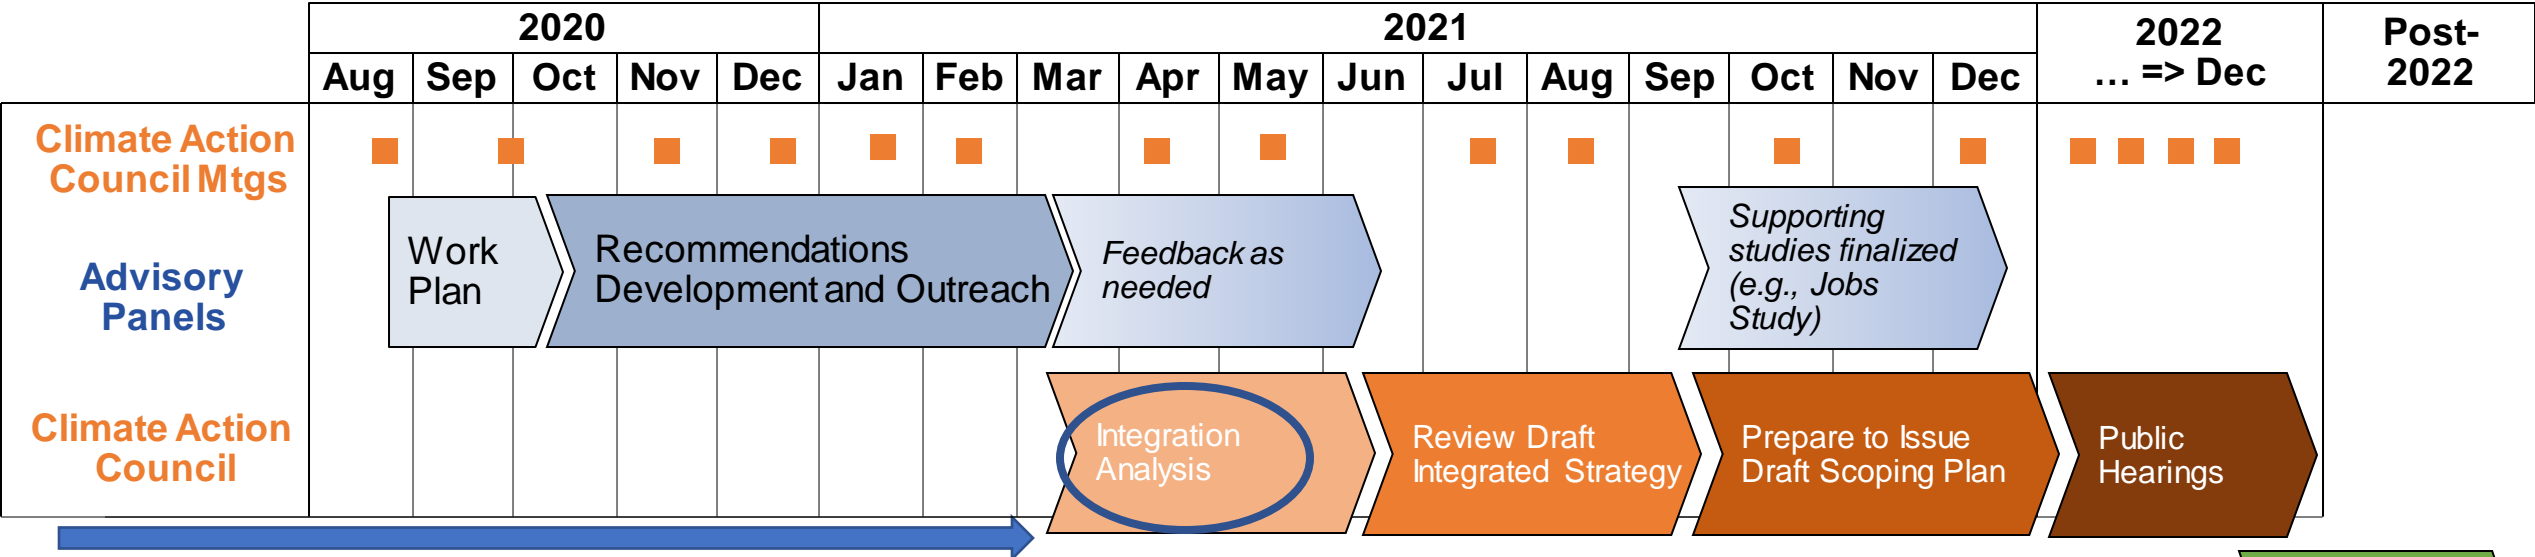 2020
2021
2022
… => Dec
Post-
2022
Aug Sep Oct Nov Dec Jan Feb Mar Apr May Jun Jul Aug Sep Oct Nov Dec
Climate Action
Council Mtgs
Advisory
Panels
Work
Plan
Recommendations
Development and Outreach
Feedback as
needed
Supporting
studies finalized
(e.g., Jobs
Study)
Climate Action
Council
Integration
Analysis
Review Draft
Integrated Strategy
Prepare to Issue
Draft Scoping Plan
Public
Hearings